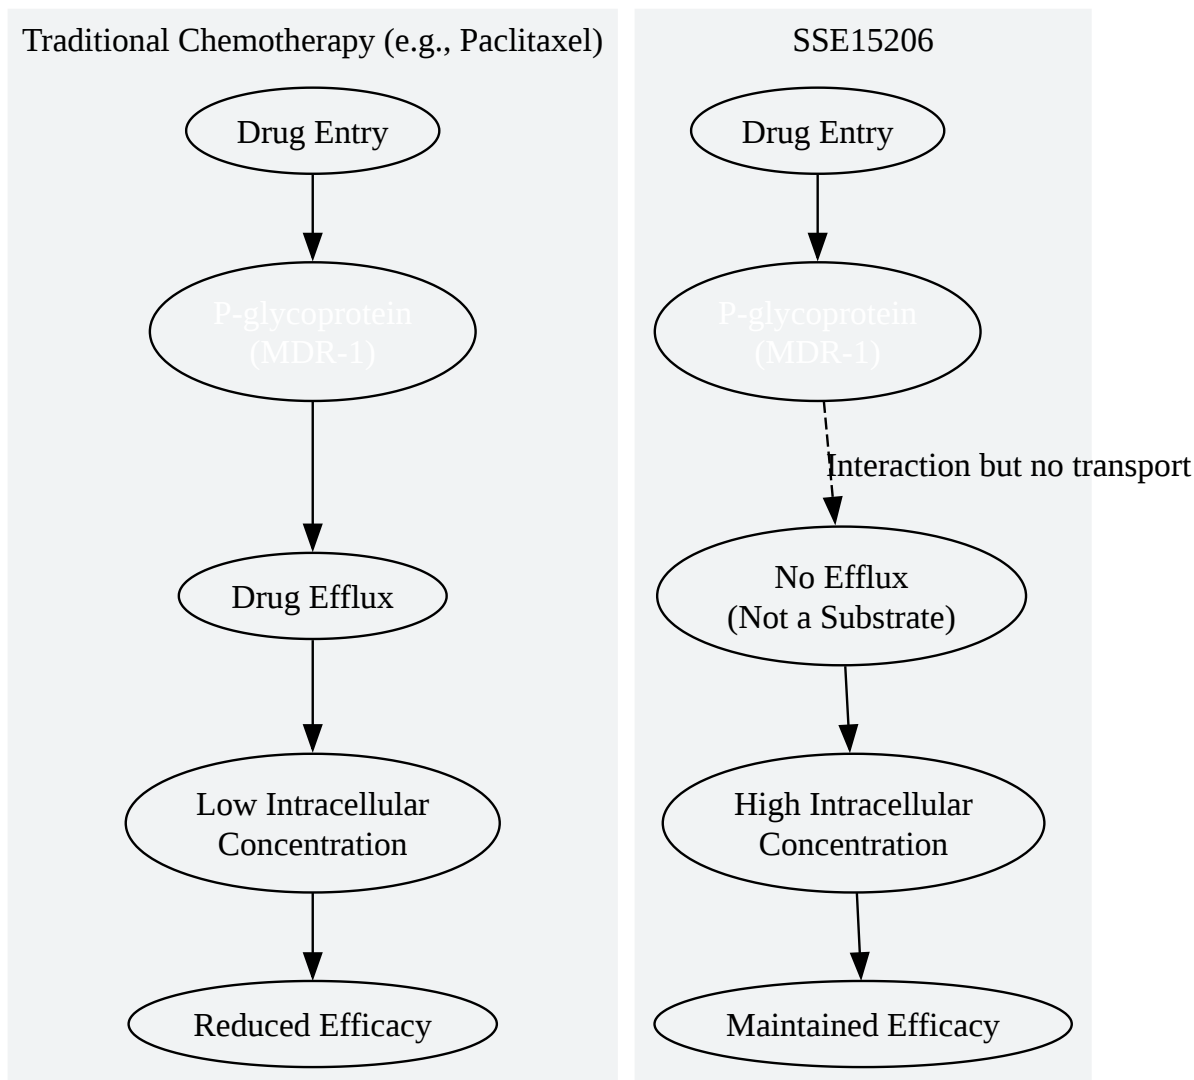 Traditional Chemotherapy (e.g., Paclitaxel)
Drug Entry
P-glycoprotein
(MDR-1)
Drug Efflux
Low Intracellular
Concentration
Reduced Efficacy
SSE15206
Drug Entry
P-glycoprotein
(MDR-1)
Interaction but no transport
No Efflux
(Not a Substrate)
High Intracellular
Concentration
Maintained Efficacy